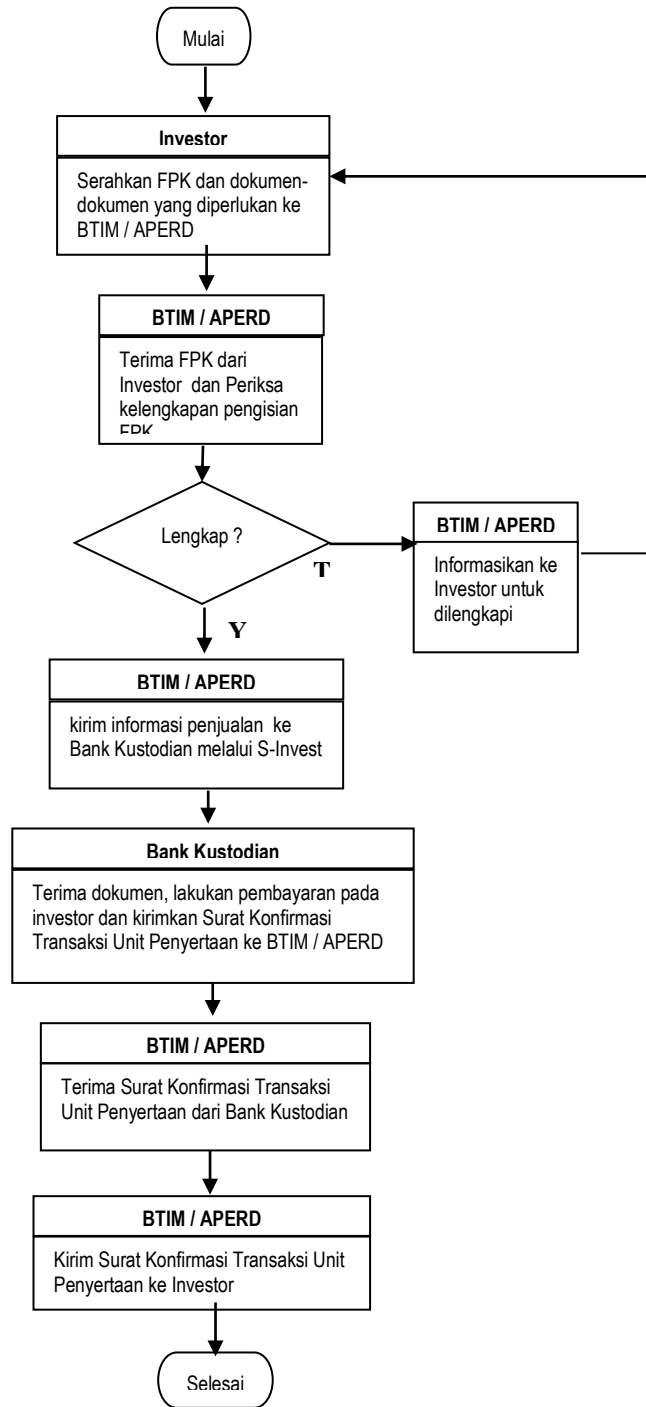 Mulai
Investor
Serahkan FPK dan dokumen-
dokumen yang diperlukan ke
BTIM / APERD
BTIM / APERD
Terima FPK dari
Investor dan Periksa
kelengkapan pengisian
FPK
Lengkap ?
T
BTIM / APERD
Informasikan ke
Investor untuk
dilengkapi
Y
BTIM / APERD
kirim informasi penjualan ke
Bank Kustodian melalui S-Invest
Bank Kustodian
Terima dokumen, lakukan pembayaran pada
investor dan kirimkan Surat Konfirmasi
Transaksi Unit Penyertaan ke BTIM / APERD
BTIM / APERD
Terima Surat Konfirmasi Transaksi
Unit Penyertaan dari Bank Kustodian
BTIM / APERD
Kirim Surat Konfirmasi Transaksi Unit
Penyertaan ke Investor
Selesai